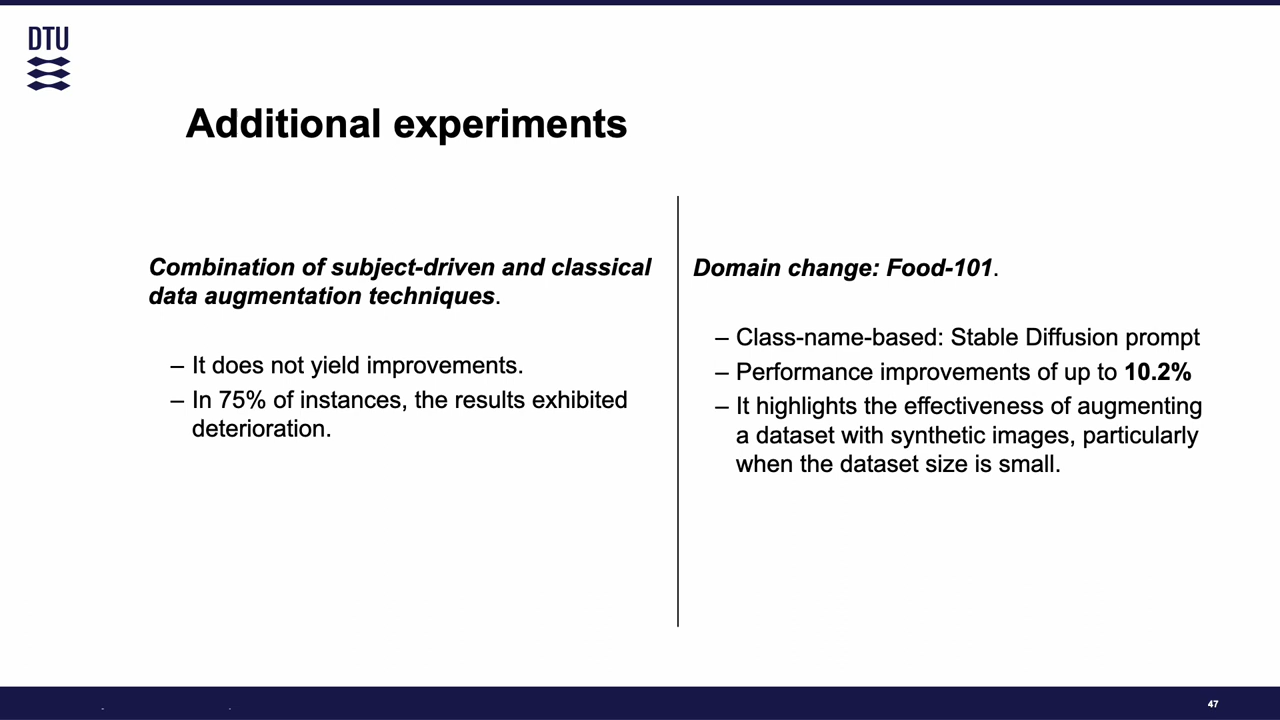 DTU
Additional experiments
Combination of subject-driven and classical
data augmentation techniques.
– It does not yield improvements.
– In 75% of instances, the results exhibited
deterioration.
Domain change: Food-101.
– Class-name-based: Stable Diffusion prompt
– Performance improvements of up to 10.2%
– It highlights the effectiveness of augmenting
a dataset with synthetic images, particularly
when the dataset size is small.
47